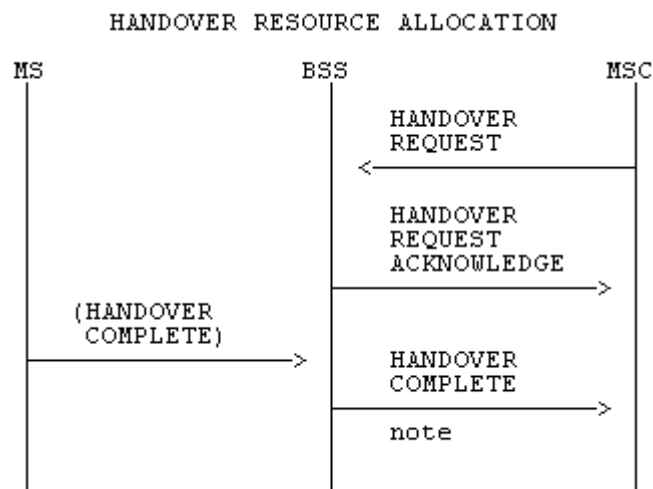 HANDOVER RESOURCE ALLOCATION
MS BSS MSC
HANDOVER
REQUEST
HANDOVER
REQUEST
ACKNOWLEDGE
(HANDOVER
COMPLETE)
HANDOVER
COMPLETE
note